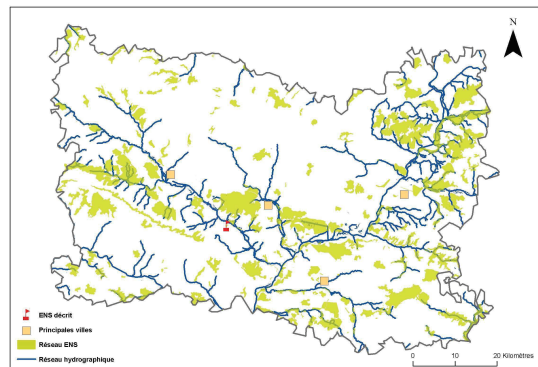 N
ENS décrit
Principales villes
Réseau ENS
Réseau hydrographique
0 10 20 Kilomètres